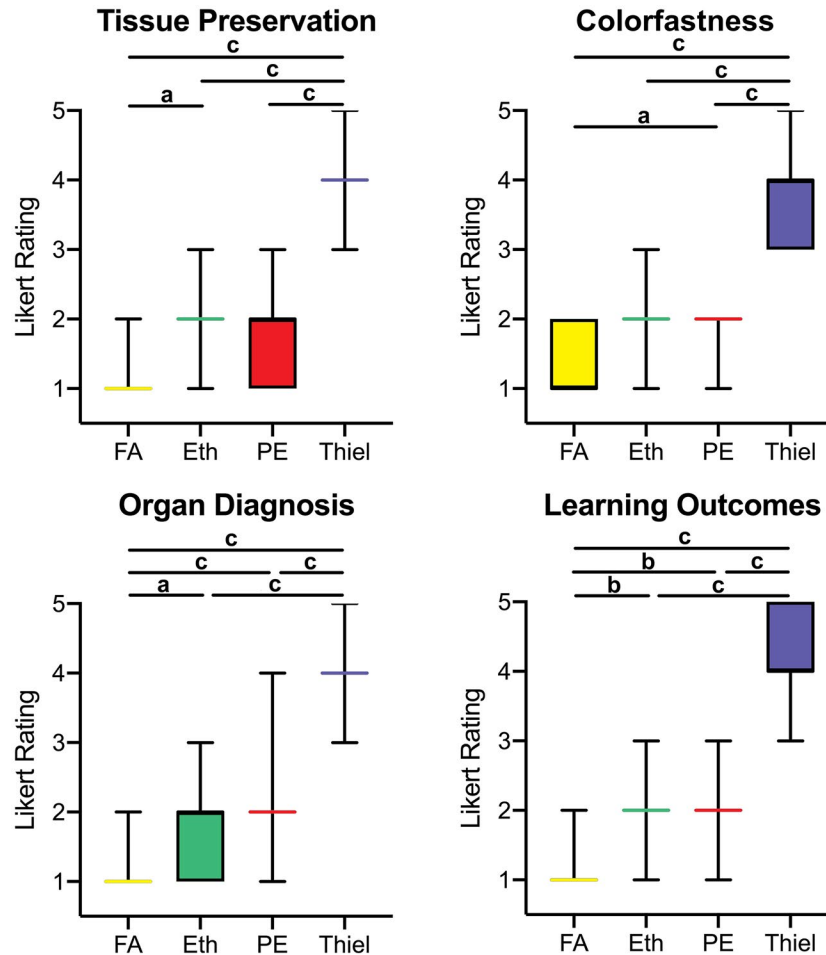 Tissue Preservation
c
c
a
c
5
4
3
2
1
Likert Rating
FA Eth PE Thiel
Colorfastness
c
c
c
a
5
4
3
2
1
Likert Rating
FA Eth PE Thiel
Organ Diagnosis
c
c c
a c
5
4
3
2
1
Likert Rating
FA Eth PE Thiel
Learning Outcomes
c
b c
b c
5
4
3
2
1
Likert Rating
FA Eth PE Thiel